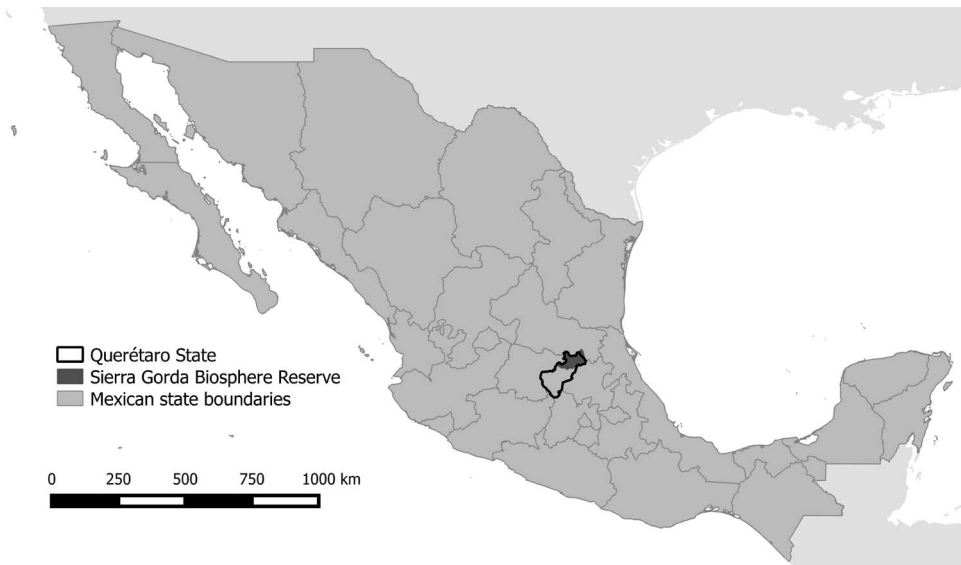 Querétaro State
Sierra Gorda Biosphere Reserve
Mexican state boundaries
0 250 500 750 1000 km